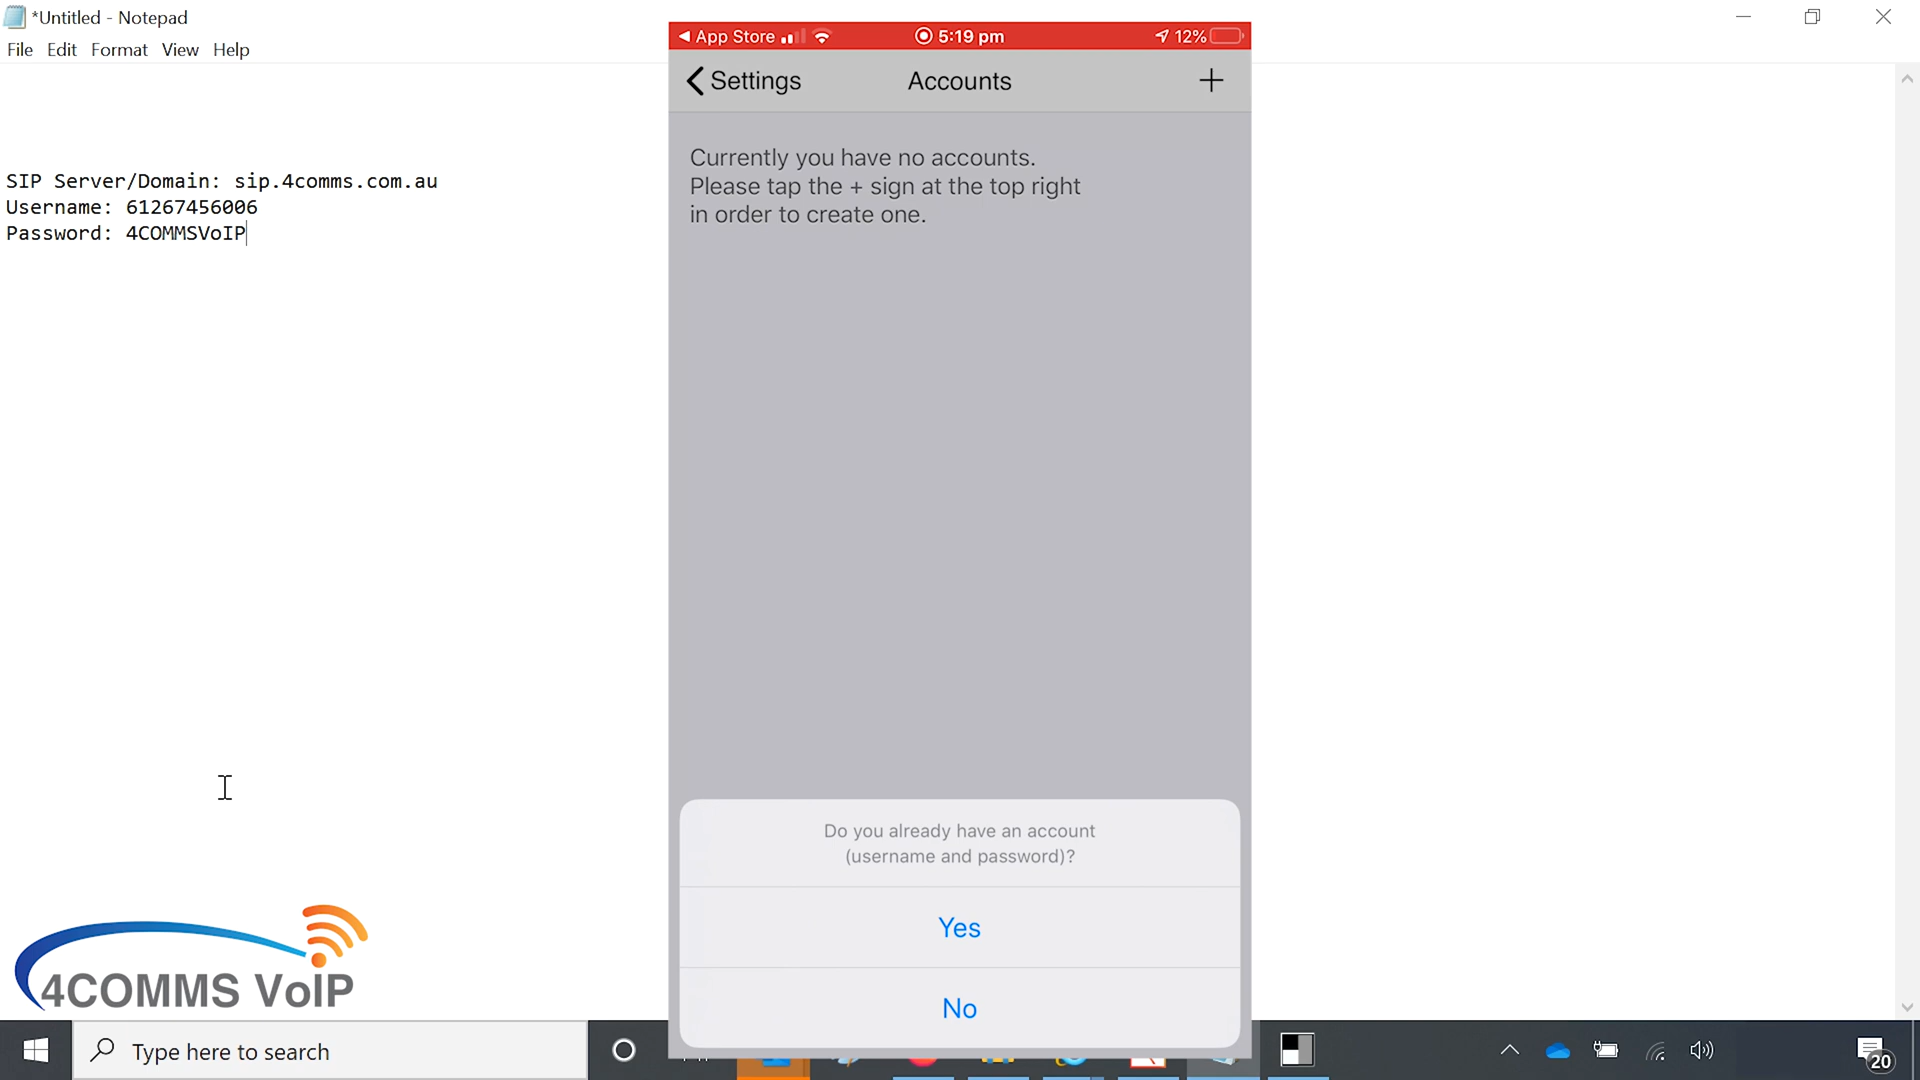 *Untitled - Notepad
File Edit Format View Help
SIP Server/Domain: sip.4comms.com.au
Username: 61267456006
Password: 4COMMSVoIP
App Store
5:19 pm
12%
Settings
Accounts
+
Currently you have no accounts.
Please tap the + sign at the top right
in order to create one.
Do you already have an account
(username and password)?
Yes
No
4COMMS VoIP
Type here to search
20